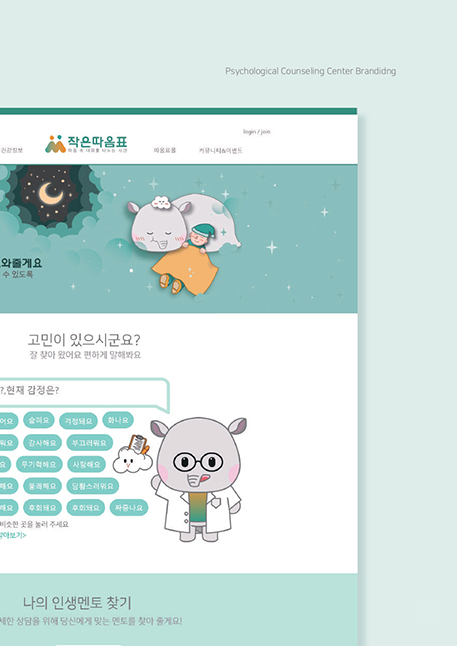 Psychological Counseling Center Brandidng
login / join
건강정보
작은따옴표
마음 속 대화를 나누는 시간
따옴표몰
커뮤니티&이벤트
와줄게요
수 있도록
고민이 있으시군요?
잘 찾아 왔어요 편하게 말해봐요
?,현재 감정은?
어요 슬퍼요 걱정돼요 화나요
워요 감사해요 부끄러워요
요 무기력해요 사랑해요
해요 불쾌해요 당황스러워요
해요 후회돼요 후회돼요 짜증나요
비슷한 곳을 눌러 주세요
알아보기>
나의 인생멘토 찾기
세한 상담을 위해 당신에게 맞는 멘토를 찾아 줄게요!